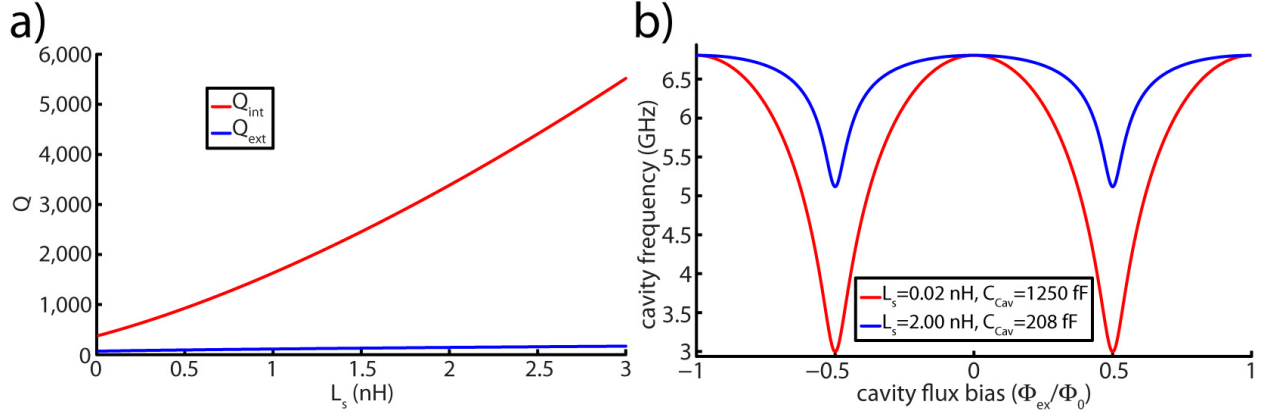 a)
6,000
5,000
4,000
3,000
2,000
1,000
0
Q
Q_int
Q_ext
0 0.5 1 1.5 2 2.5 3
L_s (nH)
b)
6.5
6
5.5
5
4.5
4
3.5
3
cavity frequency (GHz)
L_s=0.02 nH, C_Cav=1250 fF
L_s=2.00 nH, C_Cav=208 fF
−1 −0.5 0 0.5 1
cavity flux bias (Φ_ex/Φ_0)